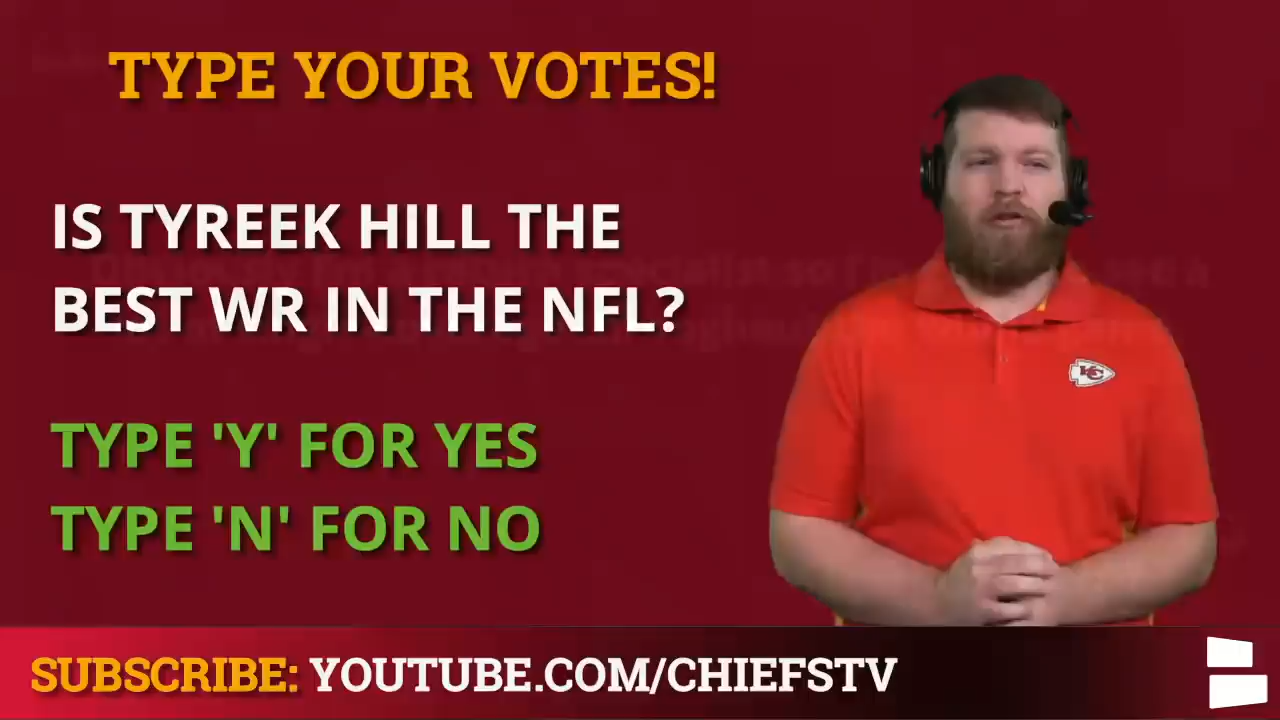 TYPE YOUR VOTES!
IS TYREEK HILL THE
BEST WR IN THE NFL?
TYPE 'Y' FOR YES
TYPE 'N' FOR NO
KC
SUBSCRIBE: YOUTUBE.COM/CHIEFSTV